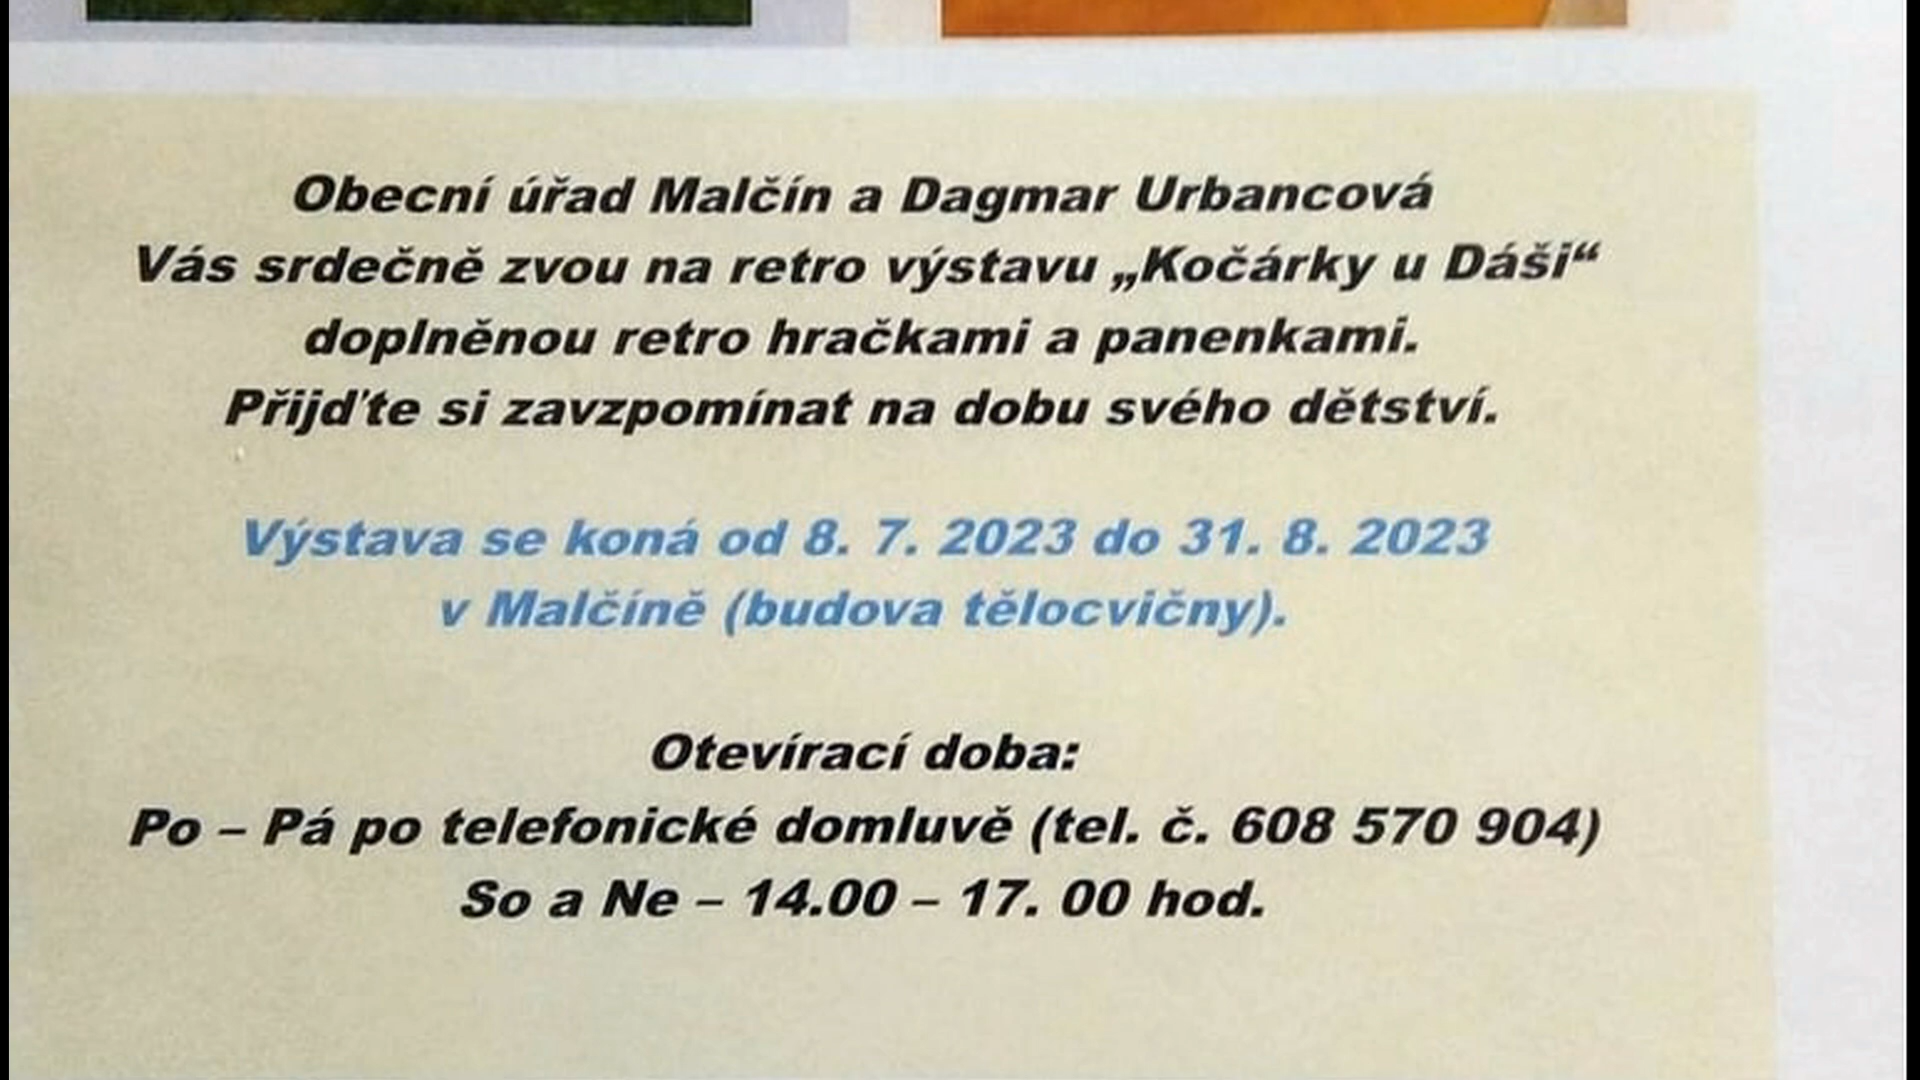 Obecní úřad Malčín a Dagmar Urbancová
Vás srdečně zvou na retro výstavu „Kočárky u Dáši“
doplněnou retro hračkami a panenkami.
Přijďte si zavzpomínat na dobu svého dětství.
Výstava se koná od 8. 7. 2023 do 31. 8. 2023
v Malčíně (budova tělocvičny).
Otevírací doba:
Po – Pá po telefonické domluvě (tel. č. 608 570 904)
So a Ne – 14.00 – 17. 00 hod.